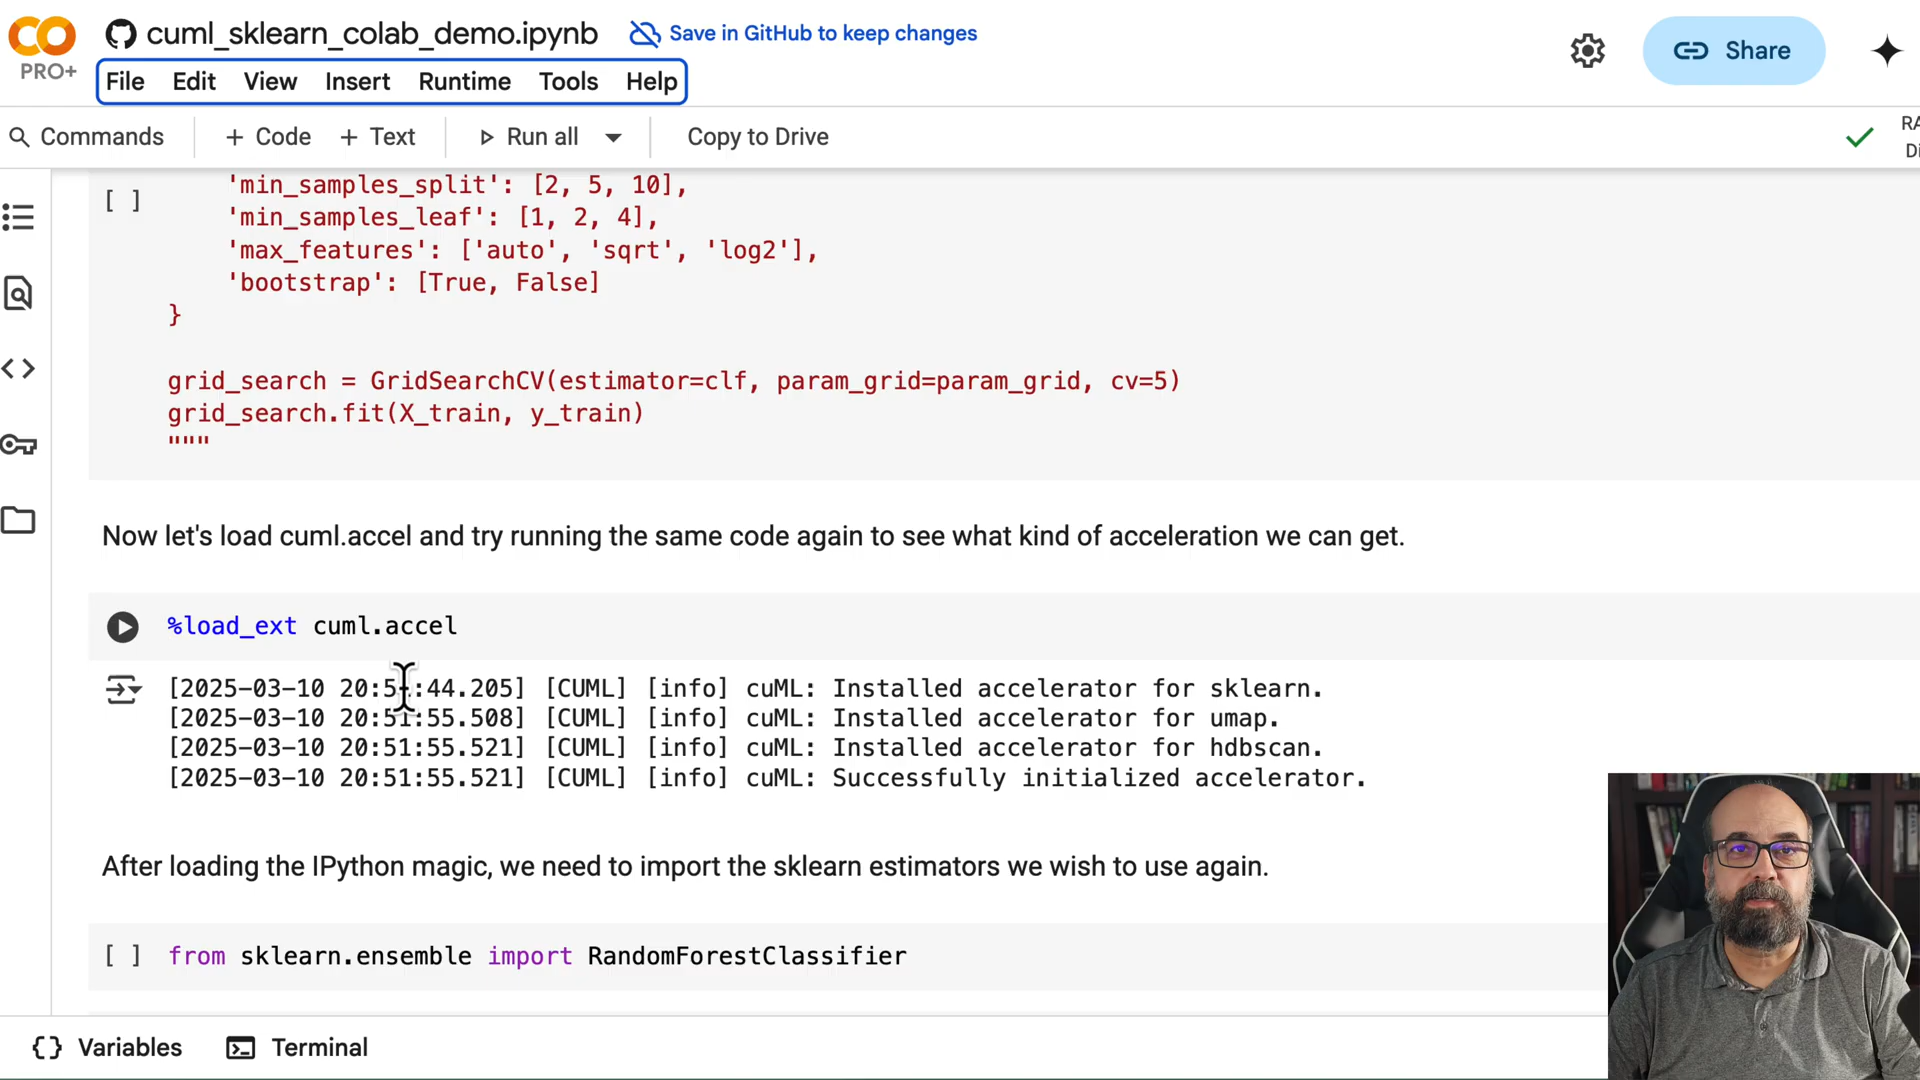 cuml_sklearn_colab_demo.ipynb
Save in GitHub to keep changes
Share
PRO+
File Edit View Insert Runtime Tools Help
Commands + Code + Text Run all Copy to Drive
RA
Di
[ ]
'min_samples_split': [2, 5, 10],
'min_samples_leaf': [1, 2, 4],
'max_features': ['auto', 'sqrt', 'log2'],
'bootstrap': [True, False]
}
grid_search = GridSearchCV(estimator=clf, param_grid=param_grid, cv=5)
grid_search.fit(X_train, y_train)
"""
Now let's load cuml.accel and try running the same code again to see what kind of acceleration we can get.
%load_ext cuml.accel
[2025-03-10 20:51:44.205] [CUML] [info] cuML: Installed accelerator for sklearn.
[2025-03-10 20:51:55.508] [CUML] [info] cuML: Installed accelerator for umap.
[2025-03-10 20:51:55.521] [CUML] [info] cuML: Installed accelerator for hdbscan.
[2025-03-10 20:51:55.521] [CUML] [info] cuML: Successfully initialized accelerator.
After loading the IPython magic, we need to import the sklearn estimators we wish to use again.
[ ] from sklearn.ensemble import RandomForestClassifier
{} Variables Terminal